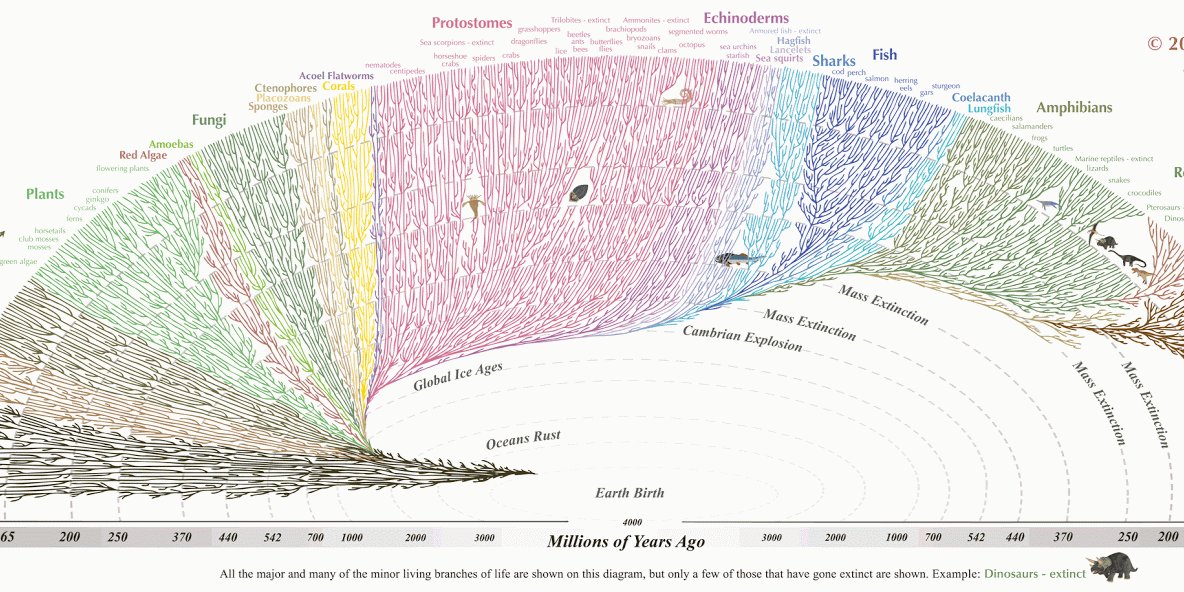 Protostomes
Echinoderms
Trilobites - extinct
Ammonites - extinct
grasshoppers
brachiopods
segmented worms
Armored fish - extinct
beetles
Sea scorpions - extinct
dragonflies
ants
butterflies
bryozoans
octopus
Hagfish
lice
bees
flies
snails
clams
sea urchins
Lancelets
horseshoe
crabs
spiders
crabs
starfish
Sea squirts
Sharks
Fish
nematodes
centipedes
Acoel Flatworms
Ctenophores
Corals
Placozoans
Sponges
cod
perch
salmon
herring
eels
gars
sturgeon
Coelacanth
Lungfish
Amphibians
caecilians
salamanders
frogs
turtles
Marine reptiles - extinct
lizards
snakes
crocodiles
Pterosaurs -
Dinos
© 20
Fungi
Amoebas
Red Algae
flowering plants
Plants
conifers
ginkgo
cycads
ferns
horsetails
club mosses
mosses
green algae
Mass Extinction
Mass Extinction
Cambrian Explosion
Global Ice Ages
Mass Extinction
Mass Extinction
Oceans Rust
Earth Birth
4000
65 200 250 370 440 542 700 1000 2000 3000 Millions of Years Ago 3000 2000 1000 700 542 440 370 250 200
All the major and many of the minor living branches of life are shown on this diagram, but only a few of those that have gone extinct are shown. Example: Dinosaurs - extinct